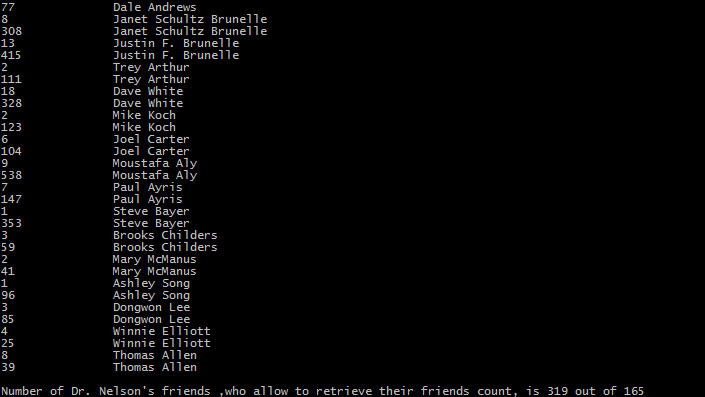 77 Dale Andrews
8 Janet Schultz Brunelle
308 Janet Schultz Brunelle
13 Justin F. Brunelle
415 Justin F. Brunelle
2 Trey Arthur
111 Trey Arthur
18 Dave White
328 Dave White
2 Mike Koch
123 Mike Koch
6 Joel Carter
104 Joel Carter
9 Moustafa Aly
538 Moustafa Aly
7 Paul Ayris
147 Paul Ayris
1 Steve Bayer
353 Steve Bayer
3 Brooks Childers
59 Brooks Childers
2 Mary McManus
41 Mary McManus
1 Ashley Song
96 Ashley Song
3 Dongwon Lee
85 Dongwon Lee
4 Winnie Elliott
25 Winnie Elliott
8 Thomas Allen
39 Thomas Allen
Number of Dr. Nelson's friends ,who allow to retrieve their friends count, is 319 out of 165